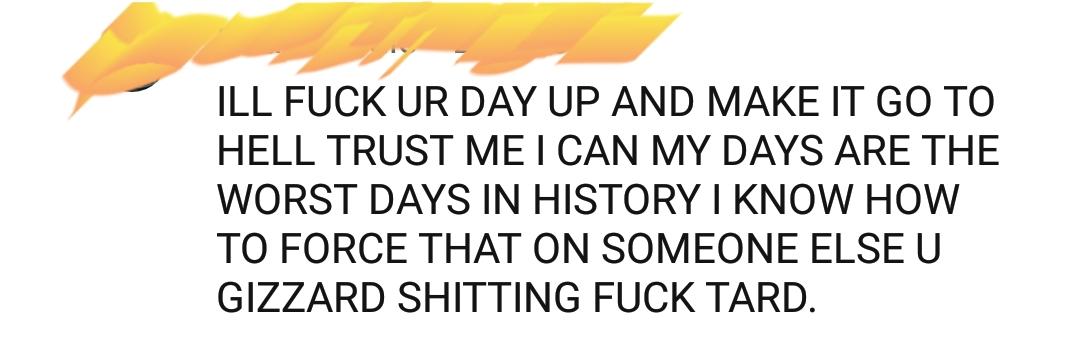 ILL FUCK UR DAY UP AND MAKE IT GO TO
HELL TRUST ME I CAN MY DAYS ARE THE
WORST DAYS IN HISTORY I KNOW HOW
TO FORCE THAT ON SOMEONE ELSE U
GIZZARD SHITTING FUCK TARD.